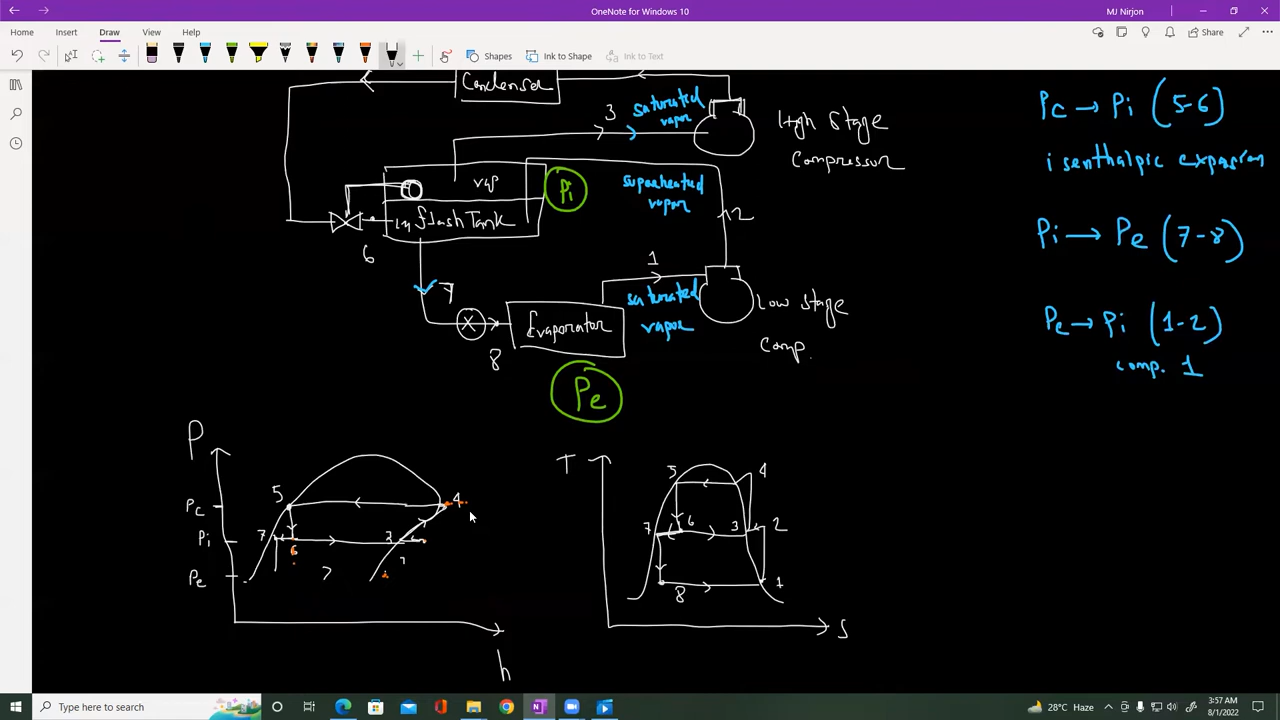 OneNote for Windows 10
MJ Nirjon
Home
Insert
Draw
View
Help
Share
Shapes
Ink to Shape
Ink to Text
Condenser
3
saturated
vapor
High Stage
Compressor
vap
Pi
flash Tank
superheated
vapor
2
6
7
1
saturated
vapor
Low Stage
Comp.
8
Evaporator
Pe
Pc → Pi (5-6)
isenthalpic expansion
Pi → Pe (7-8)
Pe → Pi (1-2)
comp. 1
P
Pc
Pi
Pe
5
4
7
6
2
1
h
T
5
4
7
6
3
2
8
1
s
Type here to search
28°C Haze
3:57 AM
8/1/2022